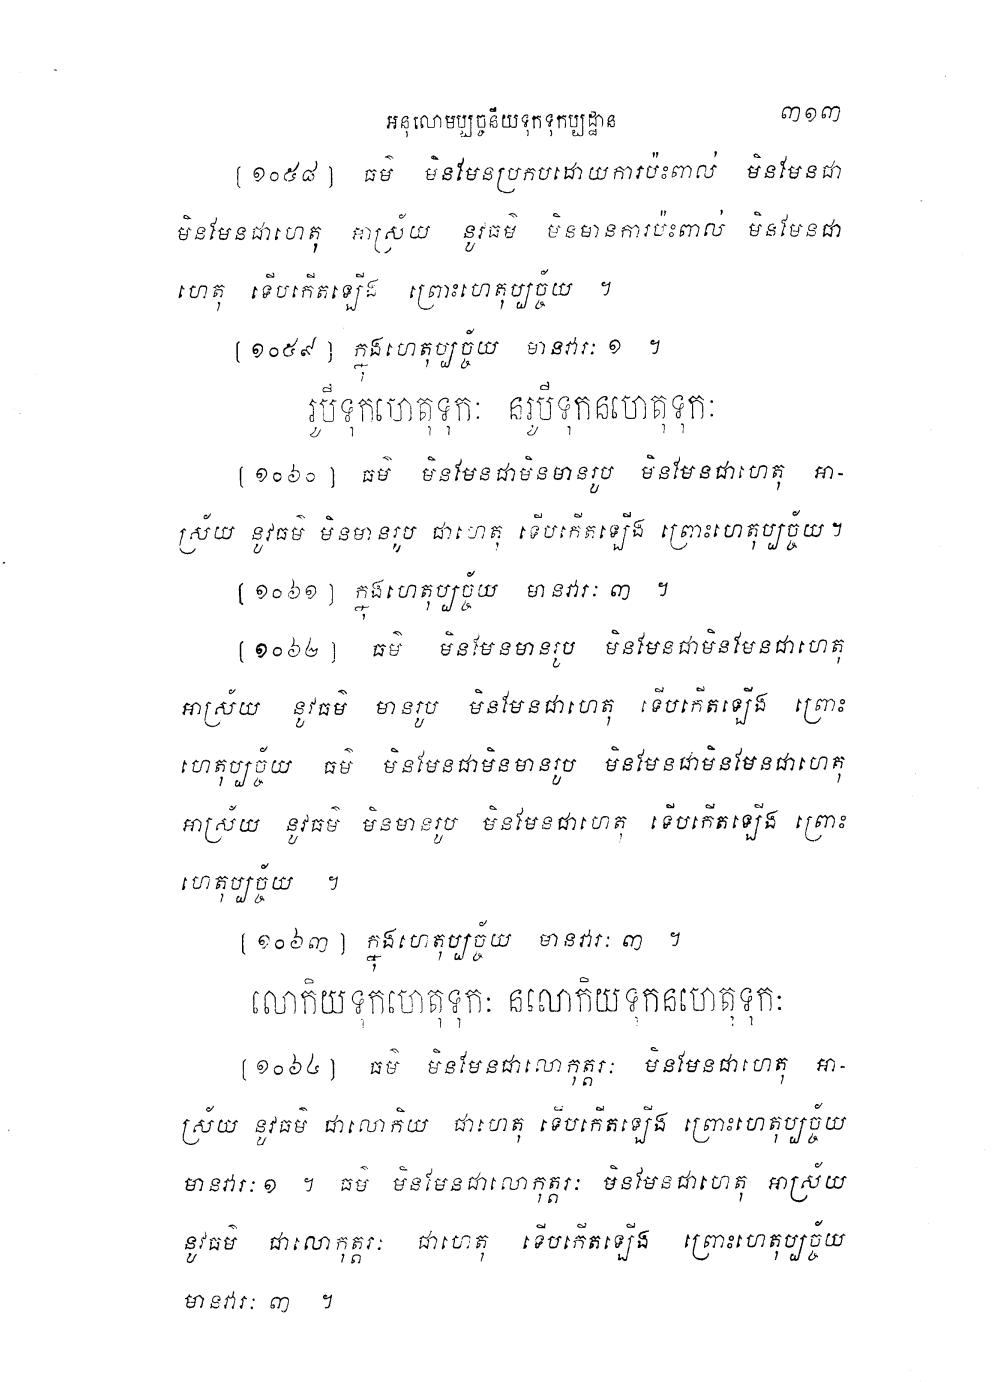 អនុលោមប្បច្ចនីយទុកទុកប្បដ្ឋាន ៣១៣
[១០៥៨] ធម៌ មិនមែនប្រកបដោយការប៉ះពាល់ មិនមែនជា
មិនមែនជាហេតុ អាស្រ័យ នូវធម៌ មិនមានការប៉ះពាល់ មិនមែនជា
ហេតុ ទើបកើតឡើង ព្រោះហេតុប្បច្ច័យ ។
[១០៥៩] ក្នុងហេតុប្បច្ច័យ មានវារៈ ១ ។
រូបីទុកហេតុទុកៈ នរូបីទុកនហេតុទុកៈ
[១០៦០] ធម៌ មិនមែនជាមិនមានរូប មិនមែនជាហេតុ អា-
ស្រ័យ នូវធម៌ មិនមានរូប ជាហេតុ ទើបកើតឡើង ព្រោះហេតុប្បច្ច័យ។
[១០៦១] ក្នុងហេតុប្បច្ច័យ មានវារៈ ៣ ។
[១០៦២] ធម៌ មិនមែនមានរូប មិនមែនជាមិនមែនជាហេតុ
អាស្រ័យ នូវធម៌ មានរូប មិនមែនជាហេតុ ទើបកើតឡើង ព្រោះ
ហេតុប្បច្ច័យ ធម៌ មិនមែនជាមិនមានរូប មិនមែនជាមិនមែនជាហេតុ
អាស្រ័យ នូវធម៌ មិនមានរូប មិនមែនជាហេតុ ទើបកើតឡើង ព្រោះ
ហេតុប្បច្ច័យ ។
[១០៦៣] ក្នុងហេតុប្បច្ច័យ មានវារៈ ៣ ។
លោកិយទុកហេតុទុកៈ នលោកិយទុកនហេតុទុកៈ
[១០៦៤] ធម៌ មិនមែនជាលោកុត្តរៈ មិនមែនជាហេតុ អា-
ស្រ័យ នូវធម៌ ជាលោកិយ ជាហេតុ ទើបកើតឡើង ព្រោះហេតុប្បច្ច័យ
មានវារៈ ១ ។ ធម៌ មិនមែនជាលោកុត្តរៈ មិនមែនជាហេតុ អាស្រ័យ
នូវធម៌ ជាលោកុត្តរៈ ជាហេតុ ទើបកើតឡើង ព្រោះហេតុប្បច្ច័យ
មានវារៈ ៣ ។